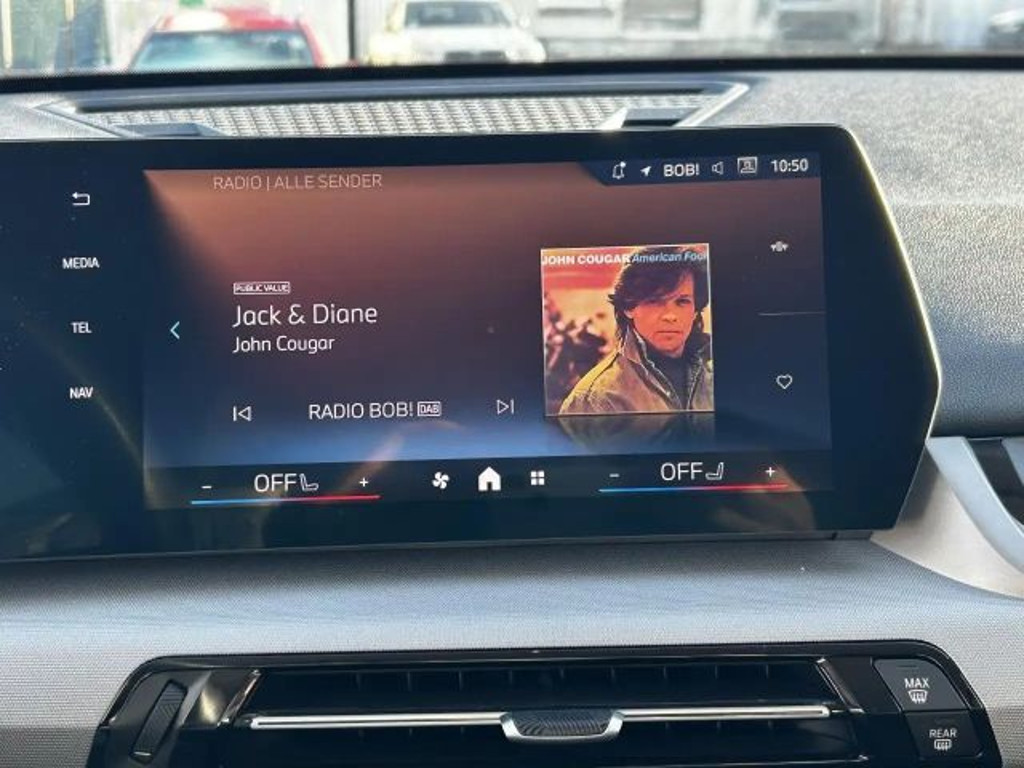 RADIO | ALLE SENDER
BOB! 10:50
MEDIA
TEL
NAV
PUBLIC VALUE
Jack & Diane
John Cougar
RADIO BOB! DAB
JOHN COUGAR American Fool
- OFF +
- OFF +
MAX
REAR